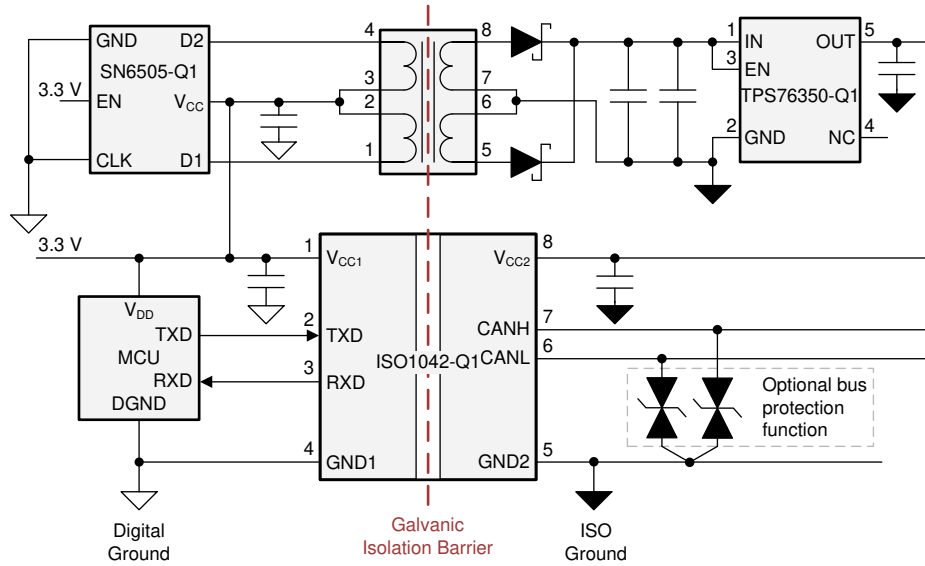 GND D2 4 8 1 IN OUT 5
SN6505-Q1 3 EN
3.3 V EN VCC 3 7 TPS76350-Q1
2 6
CLK D1 1 5 2 GND NC 4
3.3 V 1 VCC1 VCC2 8
VDD
TXD 2 TXD CANH 7
MCU ISO1042-Q1 CANL 6
RXD 3 RXD
DGND
Optional bus
protection
function
4 GND1 GND2 5
Digital
Ground
Galvanic
Isolation Barrier
ISO
Ground